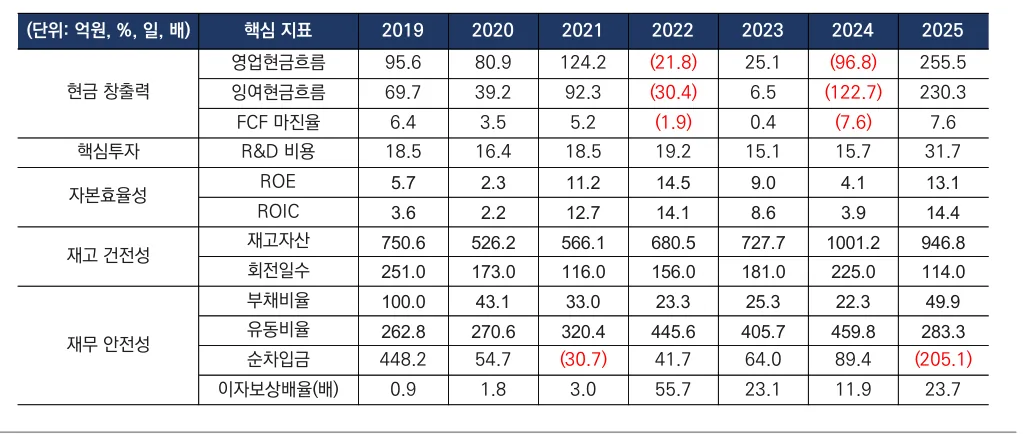 (단위: 억원, %, 일, 배) 핵심 지표 2019 2020 2021 2022 2023 2024 2025
현금 창출력
영업현금흐름 95.6 80.9 124.2 (21.8) 25.1 (96.8) 255.5
잉여현금흐름 69.7 39.2 92.3 (30.4) 6.5 (122.7) 230.3
FCF 마진율 6.4 3.5 5.2 (1.9) 0.4 (7.6) 7.6
핵심투자 R&D 비용 18.5 16.4 18.5 19.2 15.1 15.7 31.7
자본효율성
ROE 5.7 2.3 11.2 14.5 9.0 4.1 13.1
ROIC 3.6 2.2 12.7 14.1 8.6 3.9 14.4
재고 건전성
재고자산 750.6 526.2 566.1 680.5 727.7 1001.2 946.8
회전일수 251.0 173.0 116.0 156.0 181.0 225.0 114.0
재무 안전성
부채비율 100.0 43.1 33.0 23.3 25.3 22.3 49.9
유동비율 262.8 270.6 320.4 445.6 405.7 459.8 283.3
순차입금 448.2 54.7 (30.7) 41.7 64.0 89.4 (205.1)
이자보상배율(배) 0.9 1.8 3.0 55.7 23.1 11.9 23.7